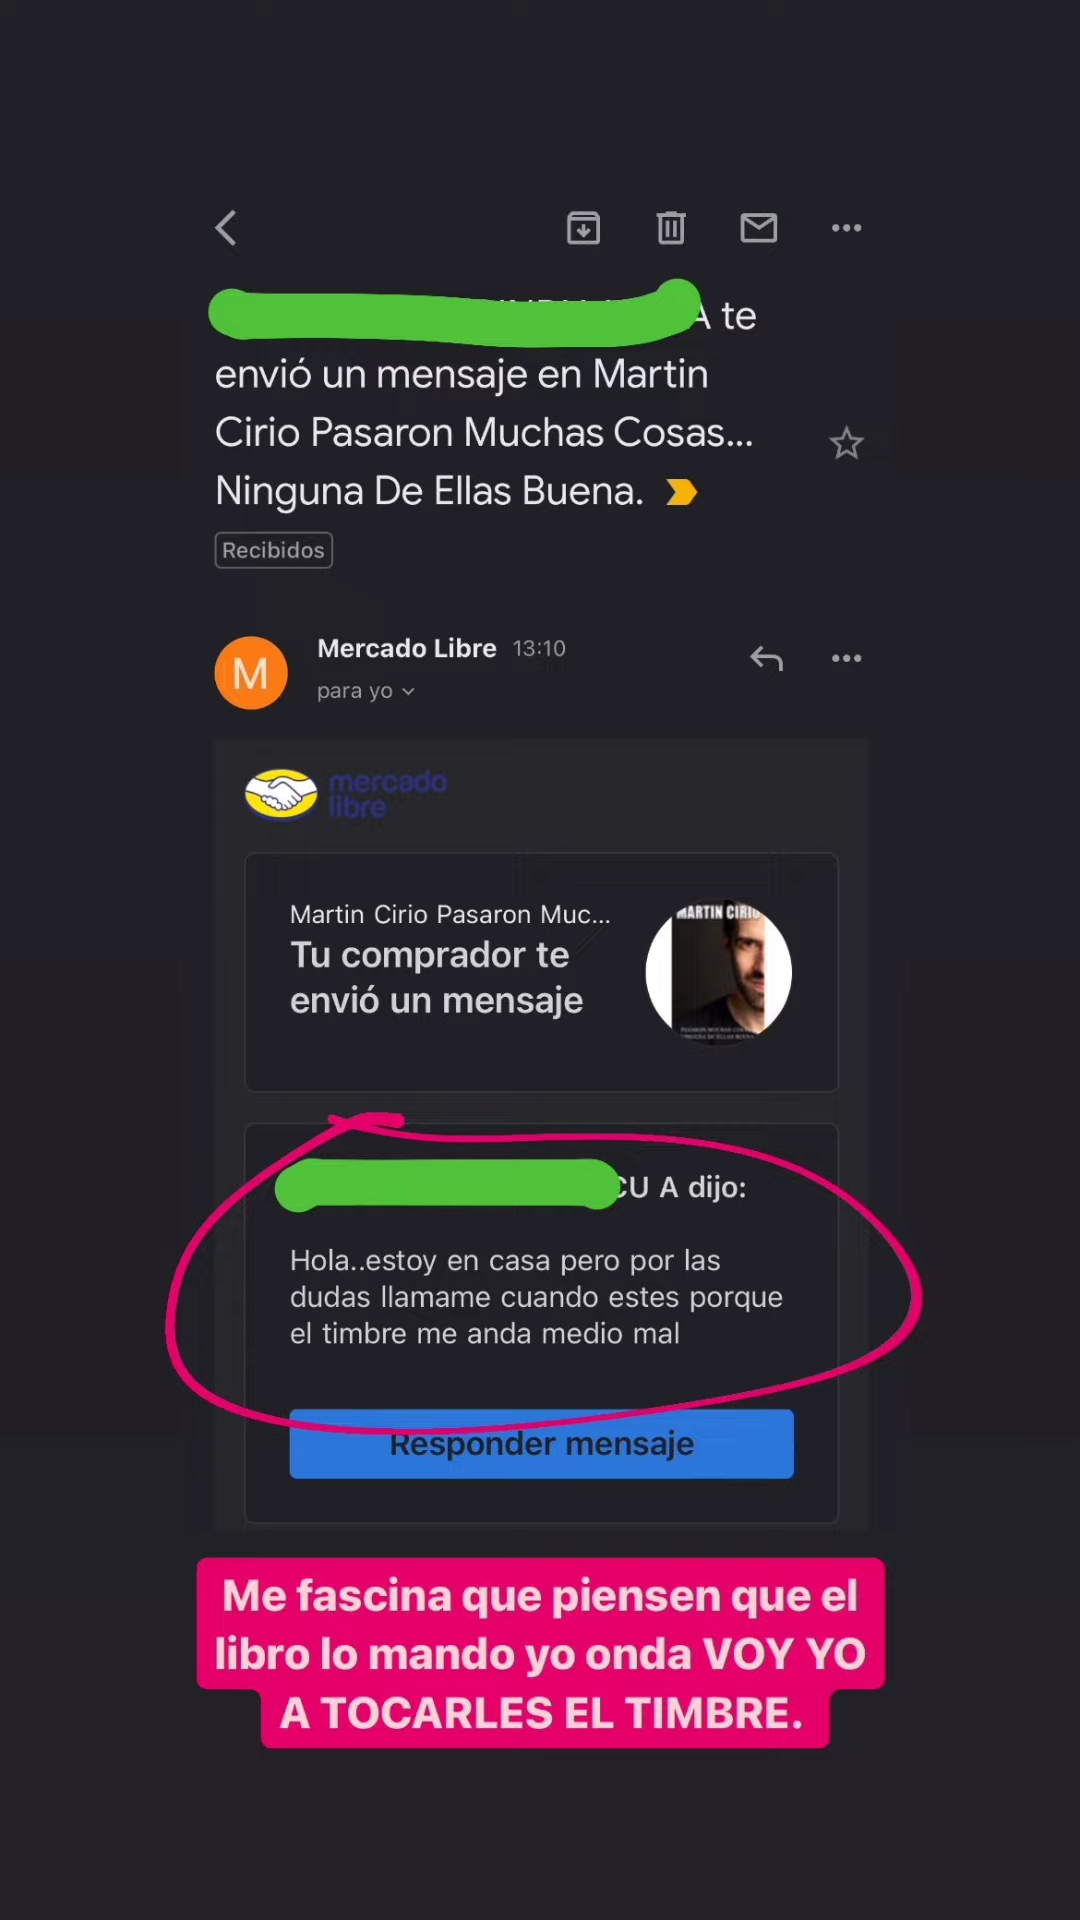 A te
envió un mensaje en Martin
Cirio Pasaron Muchas Cosas...
Ninguna De Ellas Buena.
Recibidos
M
Mercado Libre 13:10
para yo
mercado
libre
Martin Cirio Pasaron Muc...
Tu comprador te
envió un mensaje
MARTIN CIRIO
CU A dijo:
Hola..estoy en casa pero por las
dudas llamame cuando estes porque
el timbre me anda medio mal
Responder mensaje
Me fascina que piensen que el
libro lo mando yo onda VOY YO
A TOCARLES EL TIMBRE.